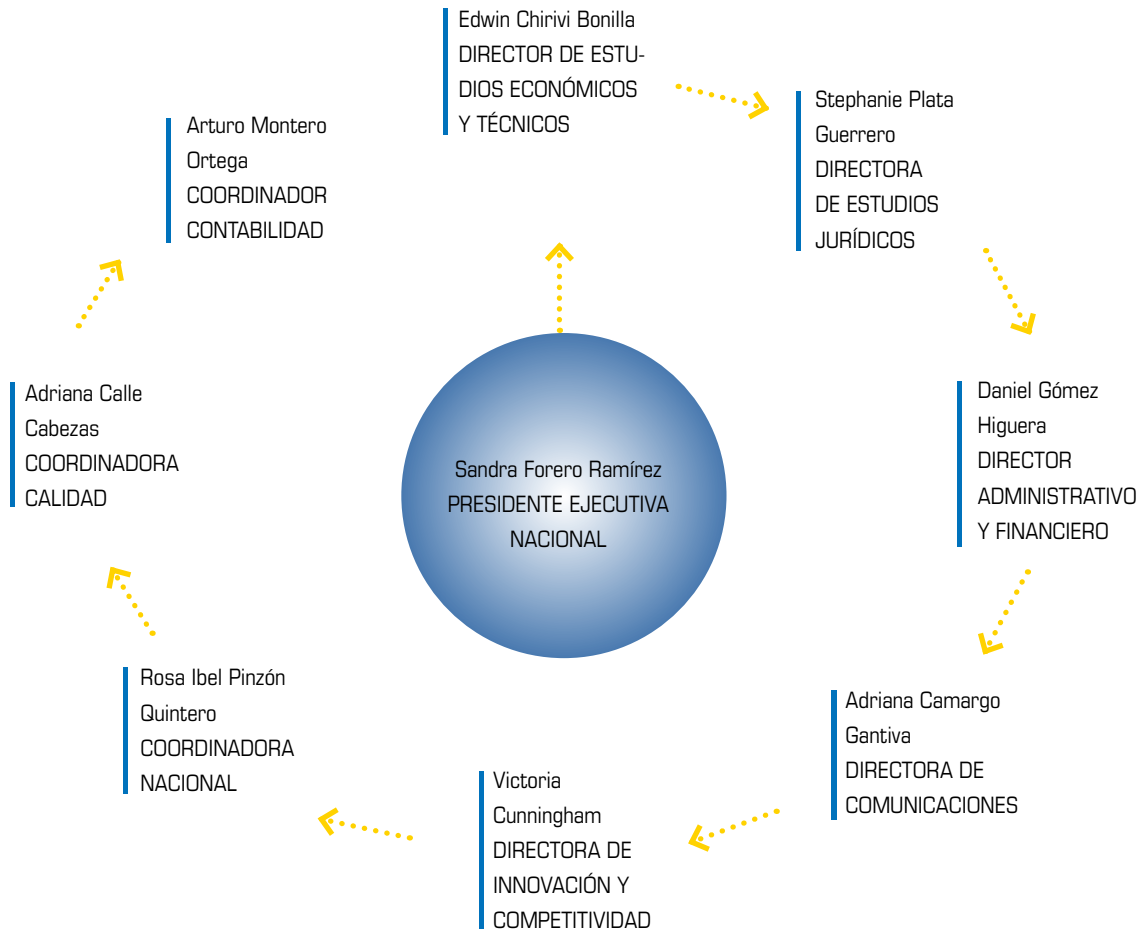 Edwin Chirivi Bonilla
DIRECTOR DE ESTU-
DIOS ECONÓMICOS
Y TÉCNICOS
Stephanie Plata
Guerrero
DIRECTORA
DE ESTUDIOS
JURÍDICOS
Daniel Gómez
Higuera
DIRECTOR
ADMINISTRATIVO
Y FINANCIERO
Adriana Camargo
Gantiva
DIRECTORA DE
COMUNICACIONES
Victoria
Cunningham
DIRECTORA DE
INNOVACIÓN Y
COMPETITIVIDAD
Rosa Ibel Pinzón
Quintero
COORDINADORA
NACIONAL
Adriana Calle
Cabezas
COORDINADORA
CALIDAD
Arturo Montero
Ortega
COORDINADOR
CONTABILIDAD
Sandra Forero Ramírez
PRESIDENTE EJECUTIVA
NACIONAL